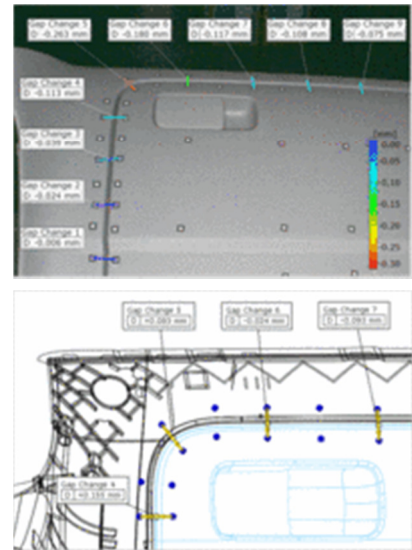 Gap Change 5
D -0.263 mm
Gap Change 6
D -0.180 mm
Gap Change 7
D -0.117 mm
Gap Change 8
D -0.108 mm
Gap Change 9
D -0.075 mm
Gap Change 4
D -0.113 mm
Gap Change 3
D -0.039 mm
Gap Change 2
D -0.024 mm
Gap Change 1
D -0.006 mm
[mm]
0.00
-0.05
-0.10
-0.15
-0.20
-0.25
-0.30
Gap Change 5
Gap Change 6
Gap Change 7
D -0.093 mm
Gap Change 4